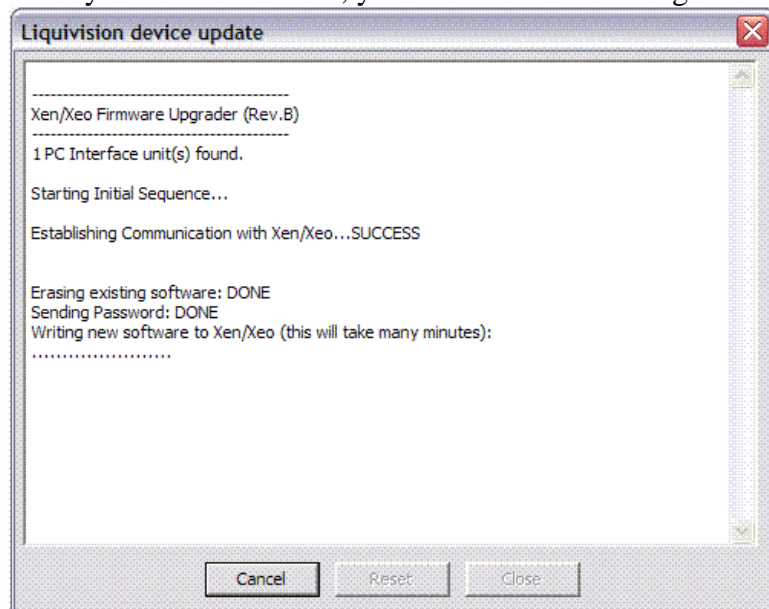 Liquivision device update
-----------------------------------------
Xen/Xeo Firmware Upgrader (Rev.B)
-----------------------------------------
1 PC Interface unit(s) found.
Starting Initial Sequence...
Establishing Communication with Xen/Xeo...SUCCESS
Erasing existing software: DONE
Sending Password: DONE
Writing new software to Xen/Xeo (this will take many minutes):
.......................
Cancel Reset Close